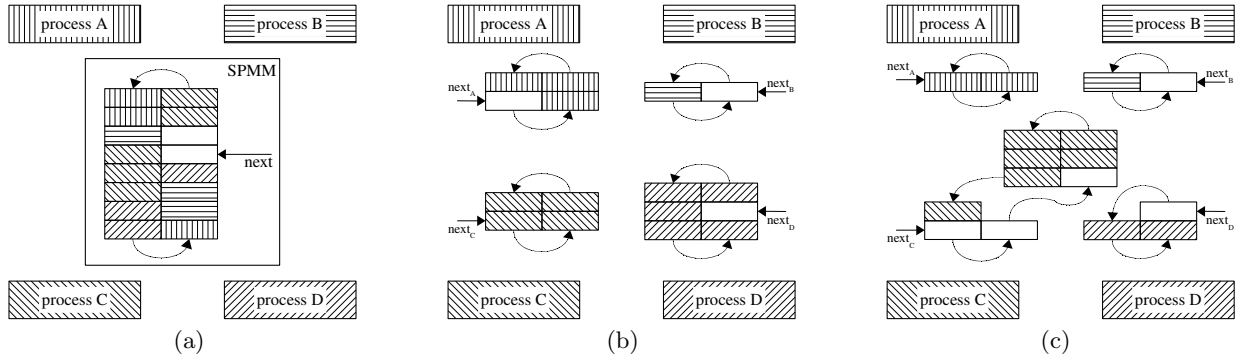 process A process B process A process B process A process B
SPMM
next
next_A
next_B
next_C
next_D
next_A
next_B
next_C
next_D
process C process D process C process D process C process D
(a) (b) (c)